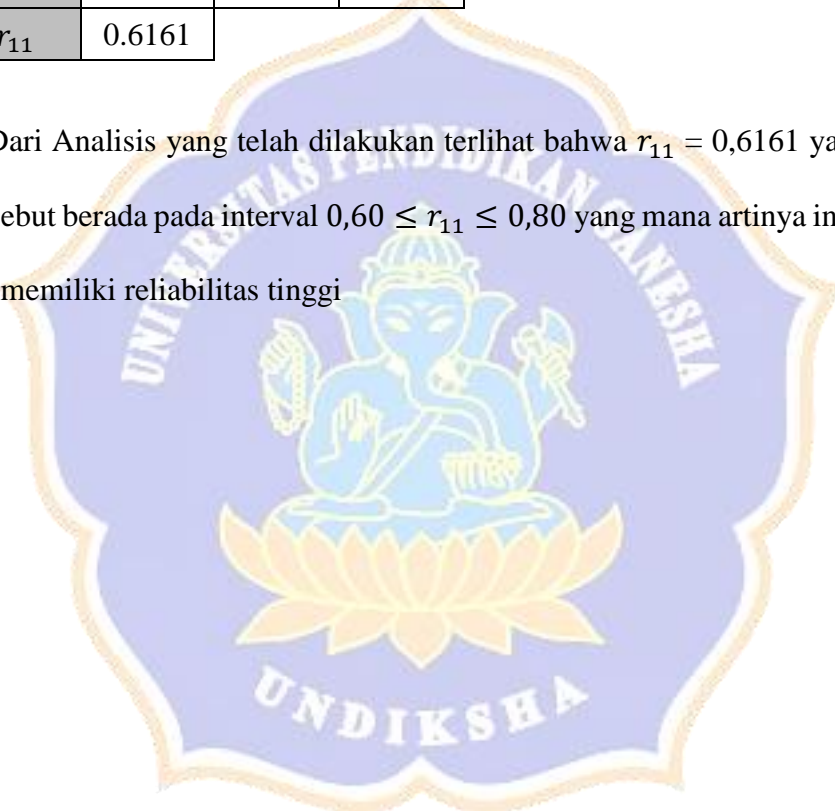 r₁₁ 0.6161
Dari Analisis yang telah dilakukan terlihat bahwa r₁₁ = 0,6161 ya
sebut berada pada interval 0,60 ≤ r₁₁ ≤ 0,80 yang mana artinya in
memiliki reliabilitas tinggi
UNIVERSITAS PENDIDIKAN GANESHA
UNDIKSHA